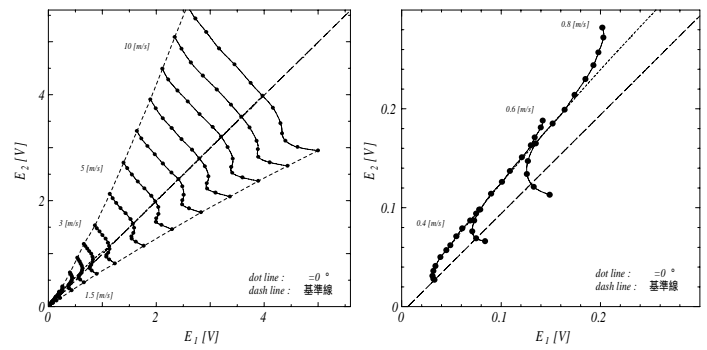 E2 [V]
4
2
0
0
2
4
E1 [V]
10 [m/s]
5 [m/s]
3 [m/s]
1.5 [m/s]
dot line : =0 °
dash line : 基準線
E2 [V]
0.2
0.1
0
0
0.1
0.2
E1 [V]
0.8 [m/s]
0.6 [m/s]
0.4 [m/s]
dot line : =0 °
dash line : 基準線